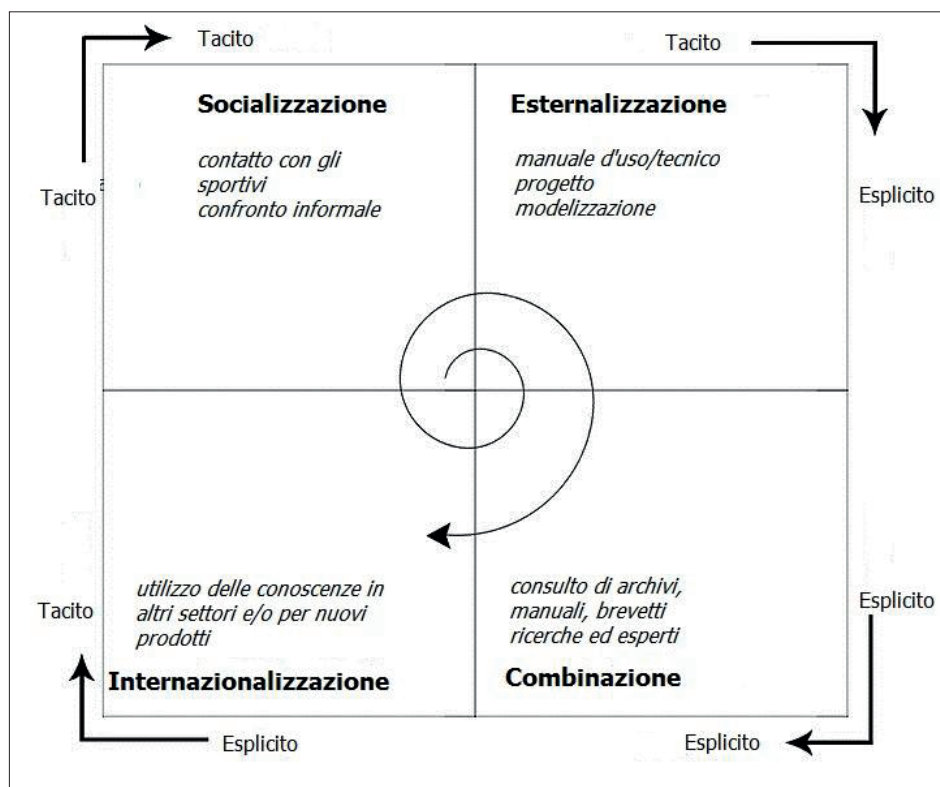 Tacito
Tacito
Socializzazione
Esternalizzazione
contatto con gli
sportivi
confronto informale
manuale d'uso/tecnico
progetto
modelizzazione
Tacito
Esplicito
utilizzo delle conoscenze in
altri settori e/o per nuovi
prodotti
consulto di archivi,
manuali, brevetti
ricerche ed esperti
Tacito
Esplicito
Internazionalizzazione
Combinazione
Esplicito
Esplicito